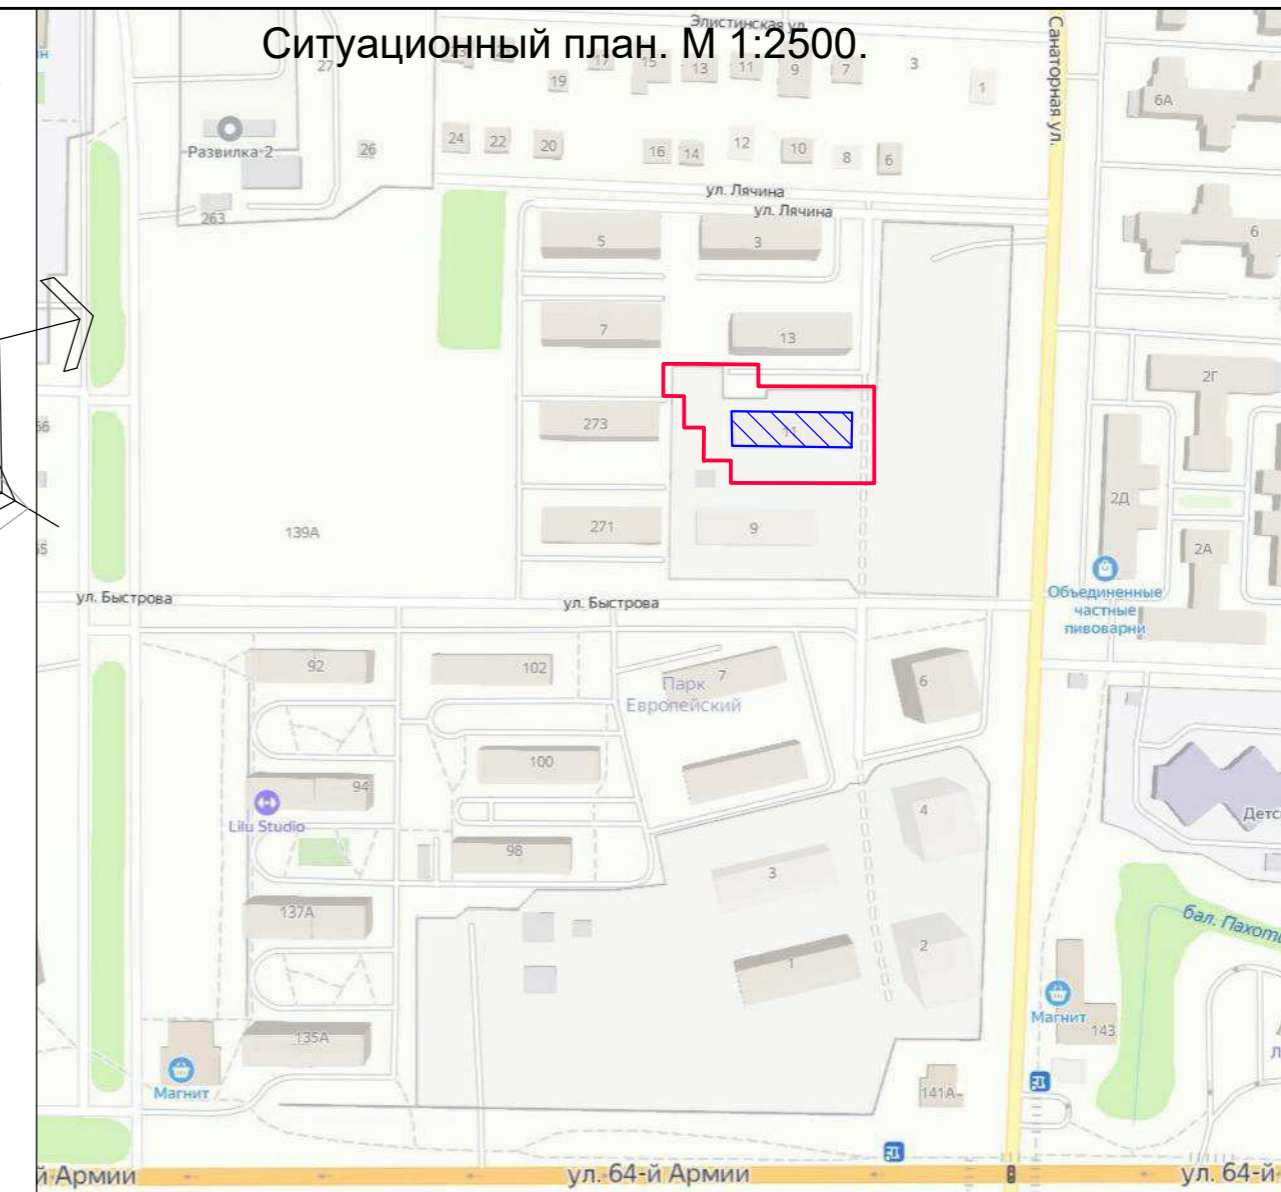 Элистинская ул.
Ситуационный план. М 1:2500.
Санаторная ул.
27
19
17
15
13
11
9
7
3
1
6А
Развилка-2
26
24
22
20
16
14
12
10
8
6
263
ул. Лячина
ул. Лячина
5
3
6
7
13
2Г
273
11
2Д
271
9
139А
2А
ул. Быстрова
ул. Быстрова
Объединенные
частные
пивоварни
92
102
Парк
Европейский
7
6
100
94
Lilu Studio
4
Детс
98
3
137А
бал. Пахоти
2
1
Магнит
143
135А
Магнит
141А
й Армии
ул. 64-й Армии
ул. 64-й